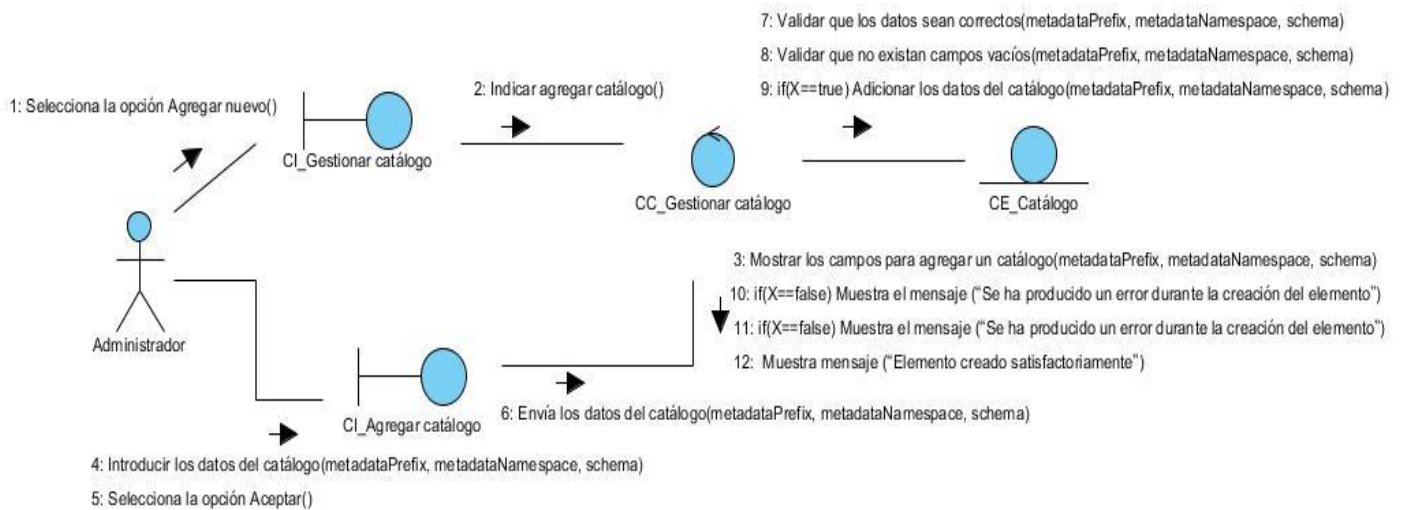 7: Validar que los datos sean correctos(metadataPrefix, metadataNamespace, schema)
8: Validar que no existan campos vacíos(metadataPrefix, metadataNamespace, schema)
9: if(X==true) Adicionar los datos del catálogo(metadataPrefix, metadataNamespace, schema)
2: Indicar agregar catálogo()
1: Selecciona la opción Agregar nuevo()
CI_Gestionar catálogo
CC_Gestionar catálogo
CE_Catálogo
3: Mostrar los campos para agregar un catálogo(metadataPrefix, metadataNamespace, schema)
10: if(X==false) Muestra el mensaje (“Se ha producido un error durante la creación del elemento”)
11: if(X==false) Muestra el mensaje (“Se ha producido un error durante la creación del elemento”)
12: Muestra mensaje (“Elemento creado satisfactoriamente”)
Administrador
CI_Agregar catálogo
6: Envía los datos del catálogo(metadataPrefix, metadataNamespace, schema)
4: Introducir los datos del catálogo(metadataPrefix, metadataNamespace, schema)
5: Selecciona la opción Aceptar()